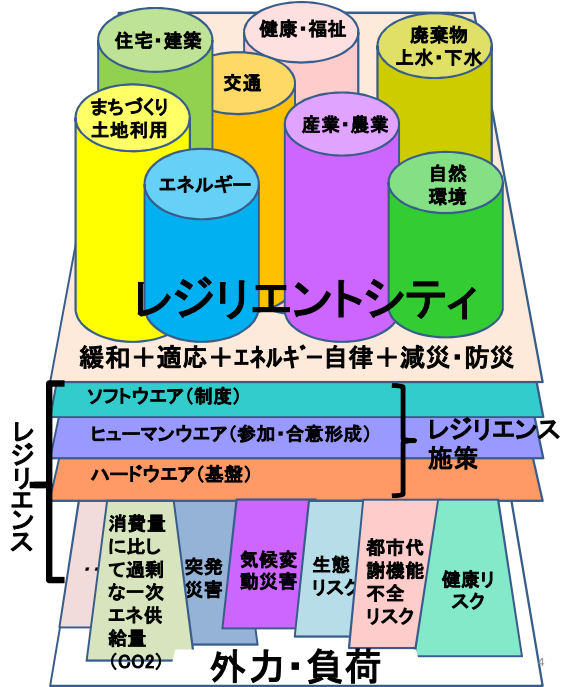 住宅・建築
健康・福祉
廃棄物
上水・下水
交通
まちづくり
土地利用
産業・農業
エネルギー
自然
環境
レジリエントシティ
緩和＋適応＋ｴﾈﾙｷﾞｰ自律＋減災・防災
ソフトウエア（制度）
ヒューマンウエア（参加・合意形成）
ハードウエア（基盤）
レジリエンス
施策
レジリエンス
‥
消費量
に比し
て過剰
な一次
エネ供
給量
（CO2）
突発
災害
気候変
動災害
生態
リスク
都市代
謝機能
不全
リスク
健康リ
スク
外力・負荷
4